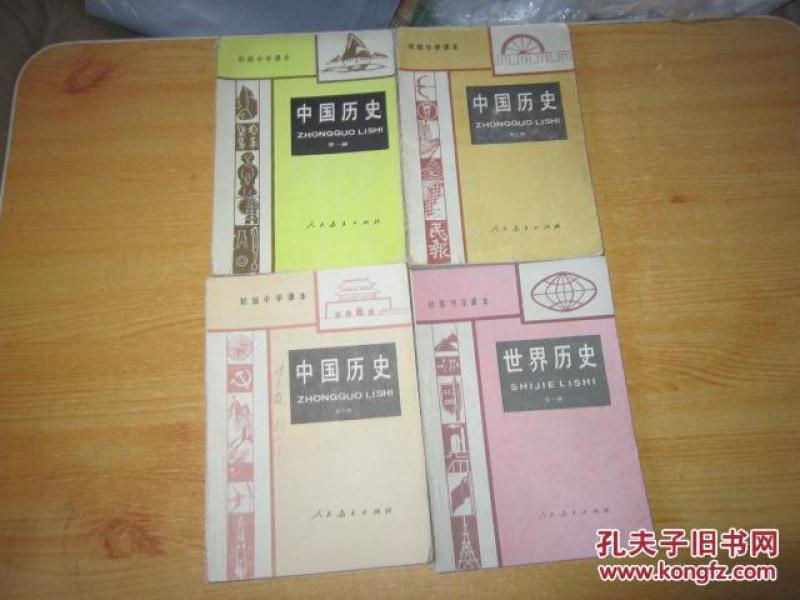 初级中学课本
中国历史
ZHONGGUO LISHI
第一册
人民教育出版社
初级中学课本
中国历史
ZHONGGUO LISHI
民報
人民教育出版社
初级中学课本
中国历史
ZHONGGUO LISHI
人民教育出版社
初级中学课本
世界历史
SHIJIE LISHI
第一册
人民教育出版社
孔夫子旧书网
www.kongfz.com